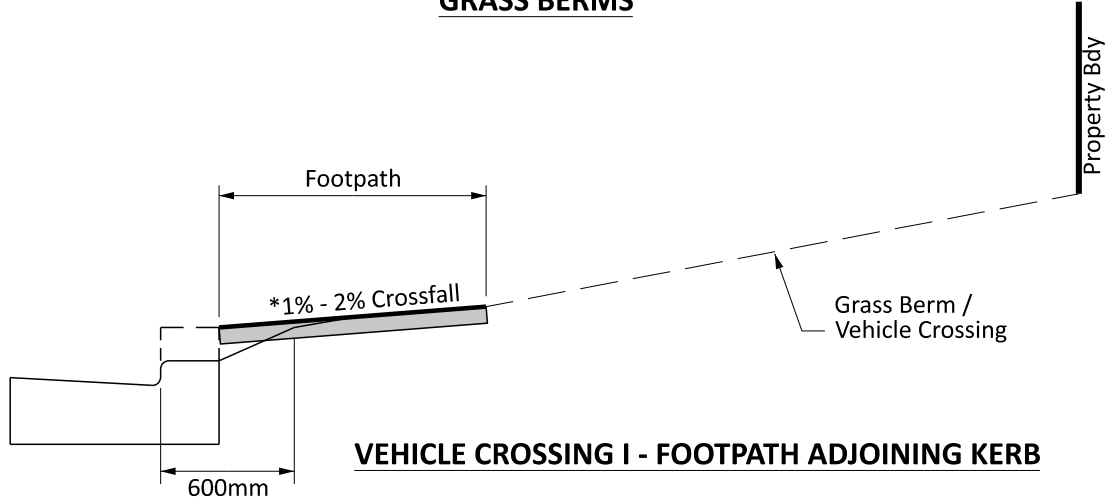 GRASS BERMS
Property Bdy
Footpath
*1% - 2% Crossfall
Grass Berm /
Vehicle Crossing
VEHICLE CROSSING I - FOOTPATH ADJOINING KERB
600mm